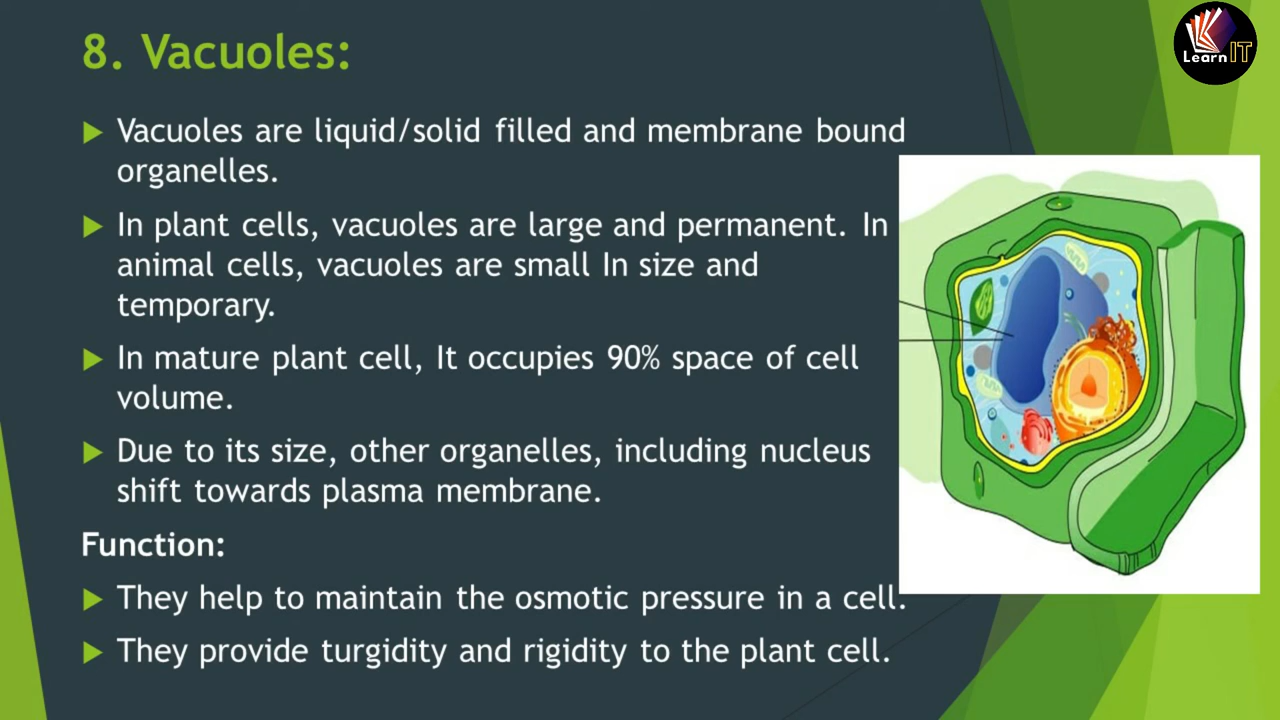 8. Vacuoles:
Learn IT
Vacuoles are liquid/solid filled and membrane bound
organelles.
In plant cells, vacuoles are large and permanent. In
animal cells, vacuoles are small In size and
temporary.
In mature plant cell, It occupies 90% space of cell
volume.
Due to its size, other organelles, including nucleus
shift towards plasma membrane.
Function:
They help to maintain the osmotic pressure in a cell.
They provide turgidity and rigidity to the plant cell.